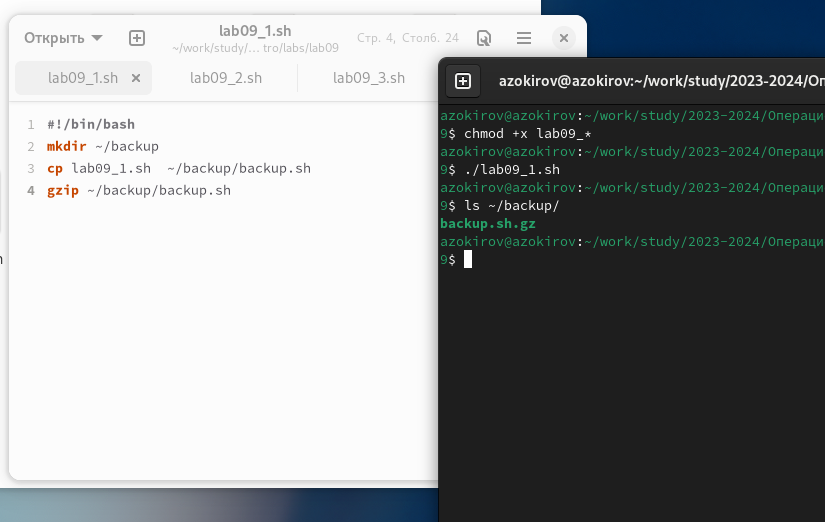 Открыть
lab09_1.sh
~/work/study/… tro/labs/lab09
Стр. 4, Столб. 24
lab09_1.sh
lab09_2.sh
lab09_3.sh
1 #!/bin/bash
2 mkdir ~/backup
3 cp lab09_1.sh  ~/backup/backup.sh
4 gzip ~/backup/backup.sh
azokirov@azokirov:~/work/study/2023-2024/Оп
azokirov@azokirov:~/work/study/2023-2024/Операци
9$ chmod +x lab09_*
azokirov@azokirov:~/work/study/2023-2024/Операци
9$ ./lab09_1.sh
azokirov@azokirov:~/work/study/2023-2024/Операци
9$ ls ~/backup/
backup.sh.gz
azokirov@azokirov:~/work/study/2023-2024/Операци
9$